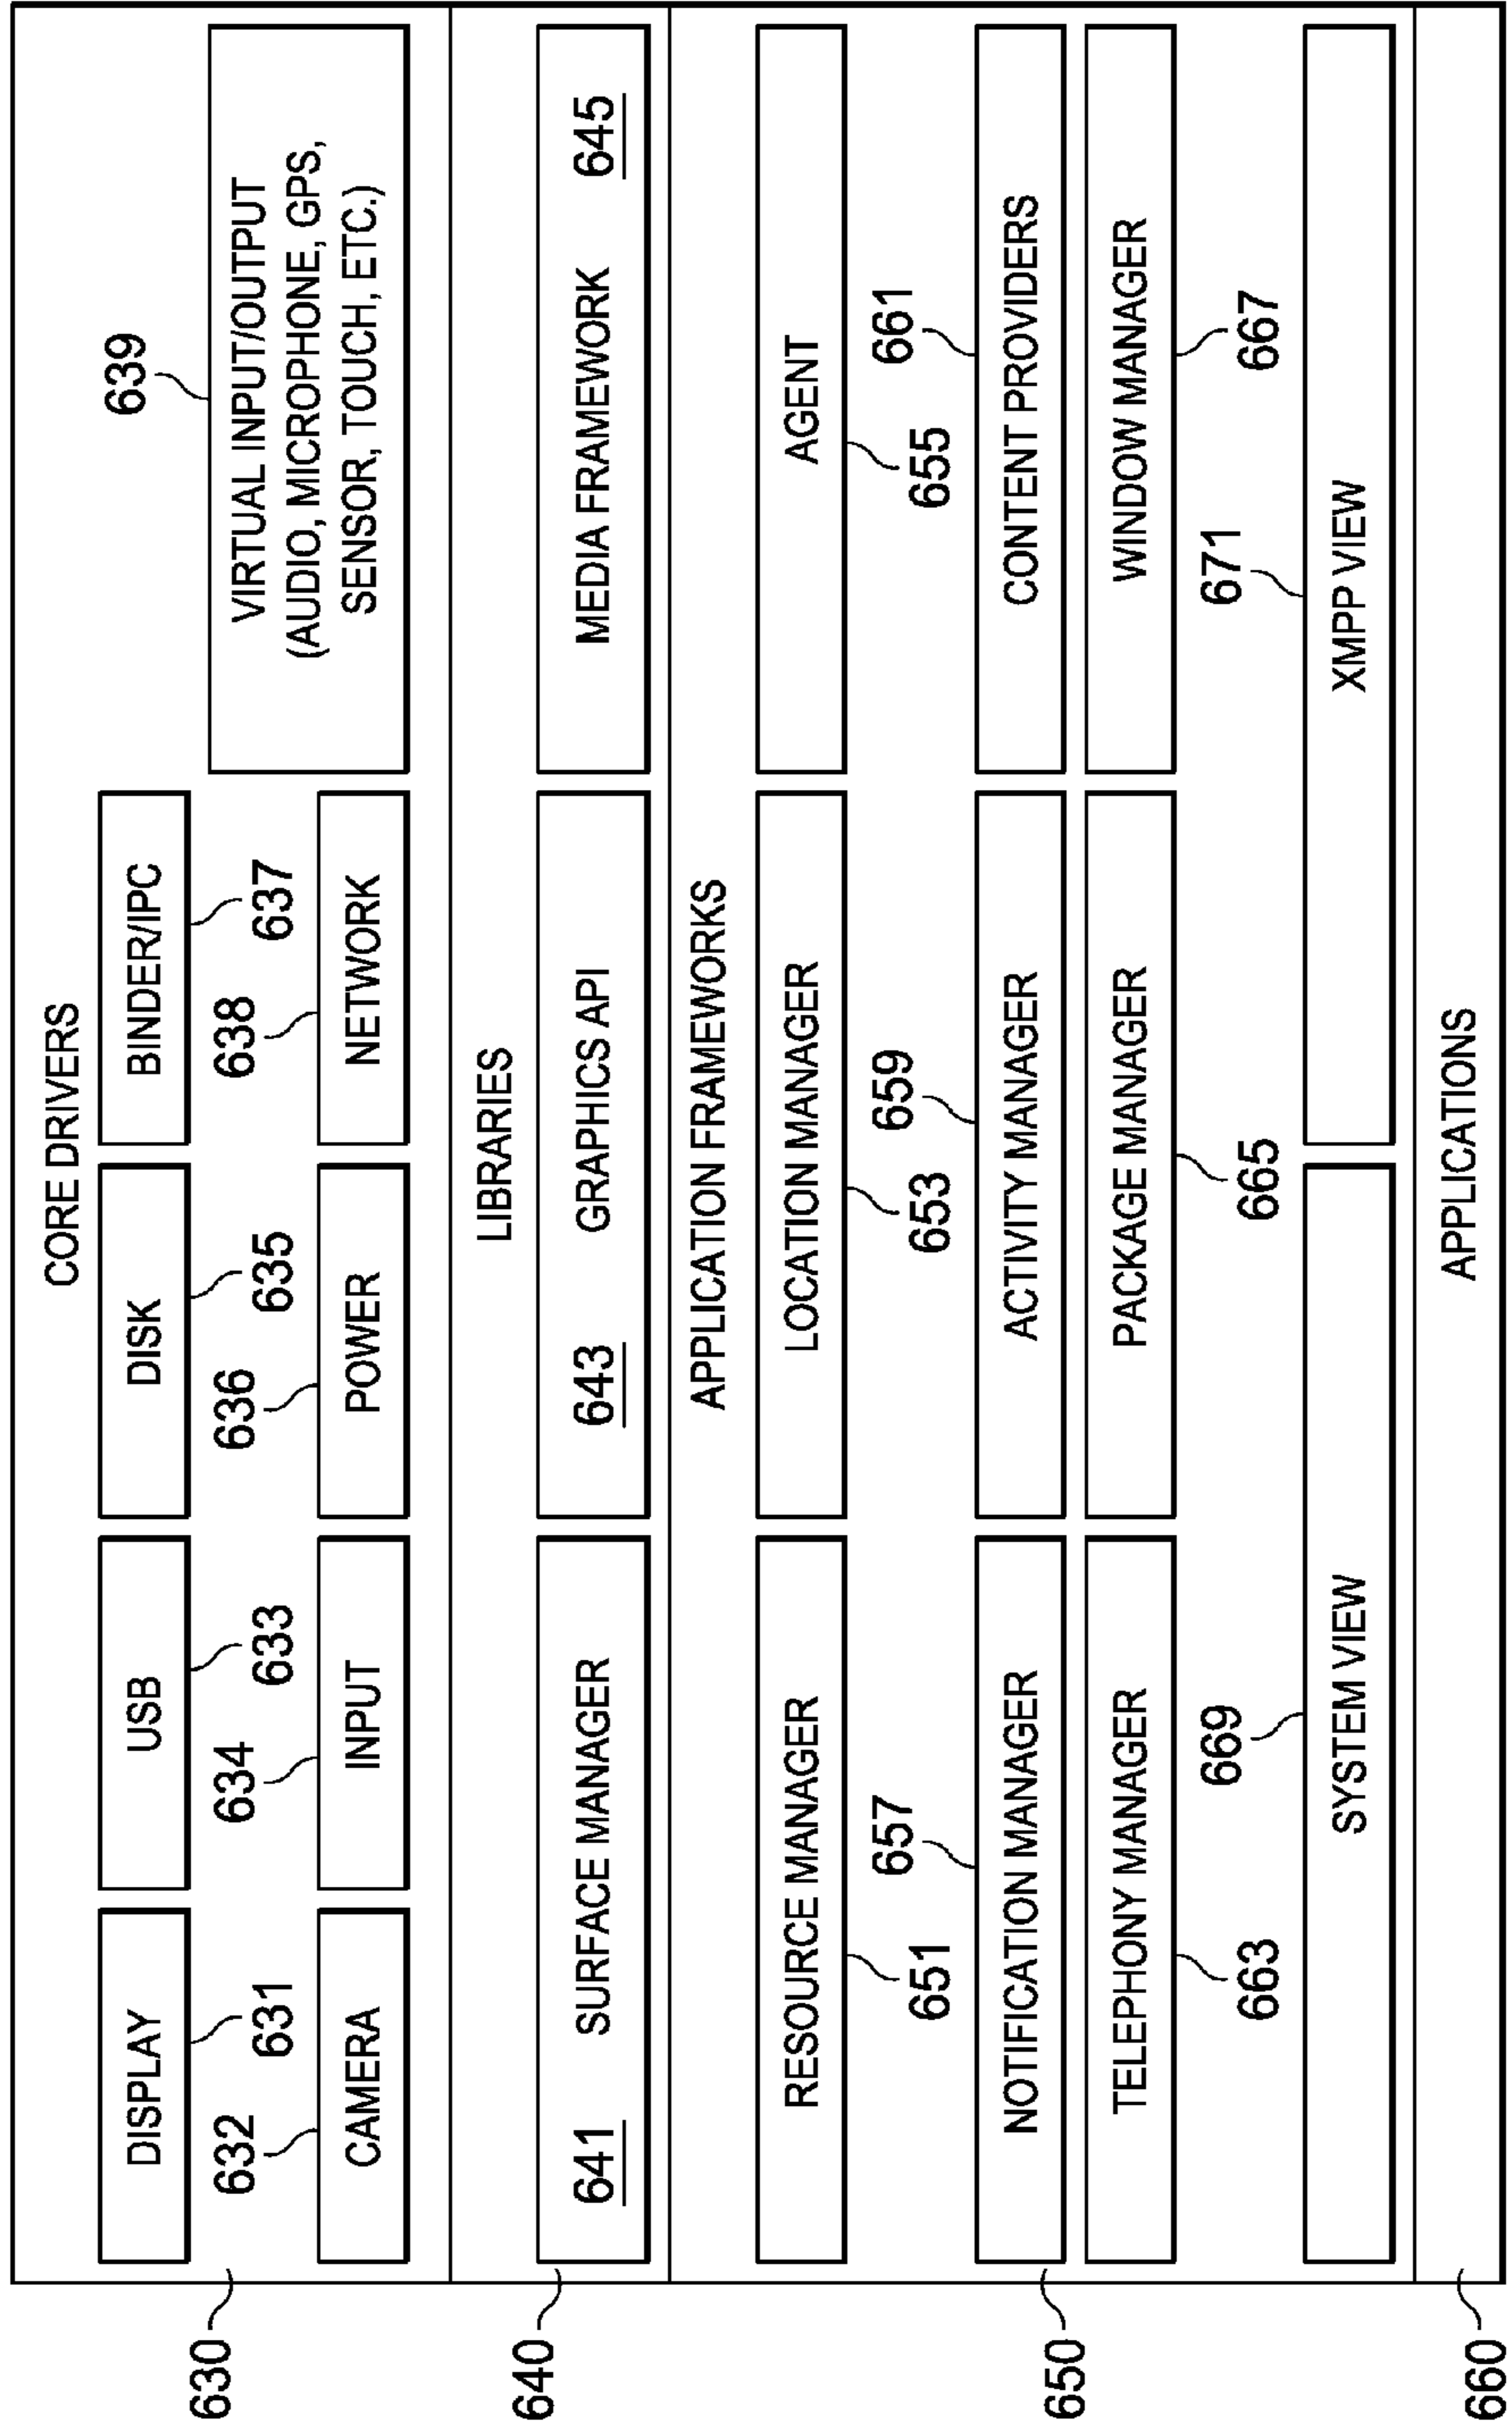 CORE DRIVERS
639
DISPLAY
USB
DISK
BINDER/IPC
VIRTUAL INPUT/OUTPUT
(AUDIO, MICROPHONE, GPS,
SENSOR, TOUCH, ETC.)
630
632
631
634
633
636
635
638
637
CAMERA
INPUT
POWER
NETWORK
LIBRARIES
640
641
SURFACE MANAGER
643
GRAPHICS API
MEDIA FRAMEWORK
645
APPLICATION FRAMEWORKS
RESOURCE MANAGER
LOCATION MANAGER
AGENT
657
659
661
651
653
655
NOTIFICATION MANAGER
ACTIVITY MANAGER
CONTENT PROVIDERS
650
TELEPHONY MANAGER
PACKAGE MANAGER
WINDOW MANAGER
669
671
663
665
667
SYSTEM VIEW
XMPP VIEW
APPLICATIONS
660